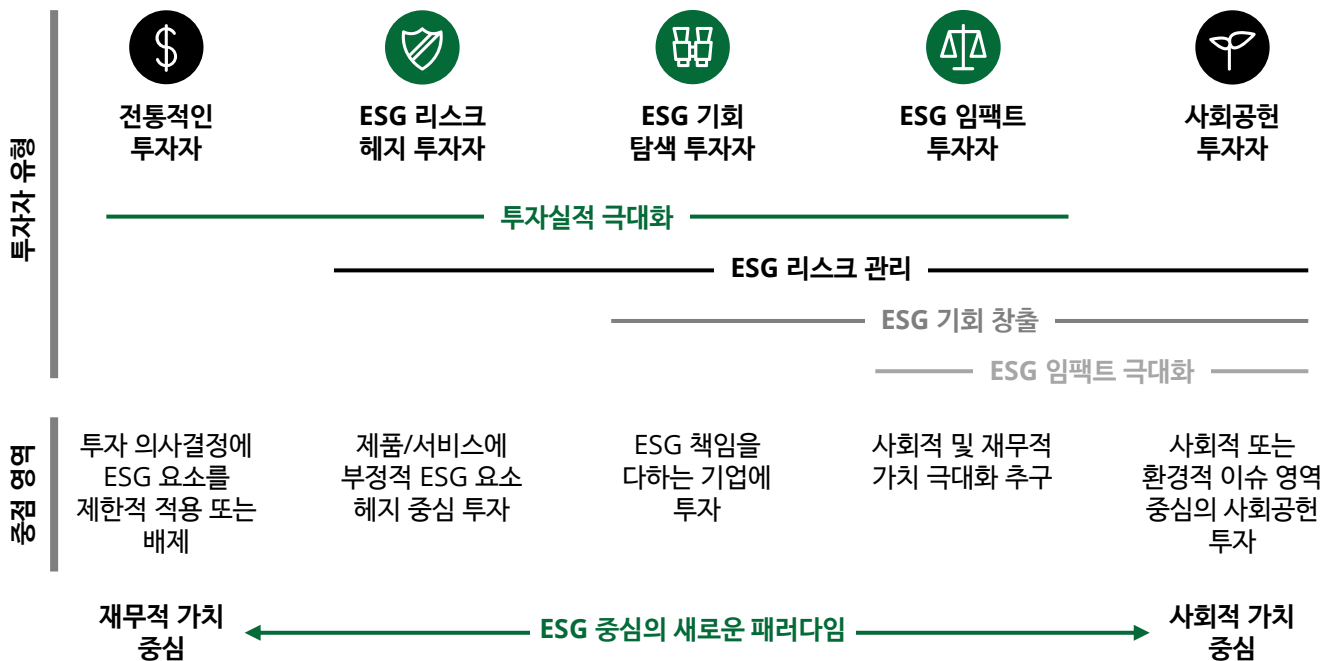 투자자 유형
전통적인
투자자
ESG 리스크
헤지 투자자
ESG 기회
탐색 투자자
ESG 임팩트
투자자
사회공헌
투자자
투자실적 극대화
ESG 리스크 관리
ESG 기회 창출
ESG 임팩트 극대화
중점 영역
투자 의사결정에
ESG 요소를
제한적 적용 또는
배제
제품/서비스에
부정적 ESG 요소
헤지 중심 투자
ESG 책임을
다하는 기업에
투자
사회적 및 재무적
가치 극대화 추구
사회적 또는
환경적 이슈 영역
중심의 사회공헌
투자
재무적 가치
중심
ESG 중심의 새로운 패러다임
사회적 가치
중심